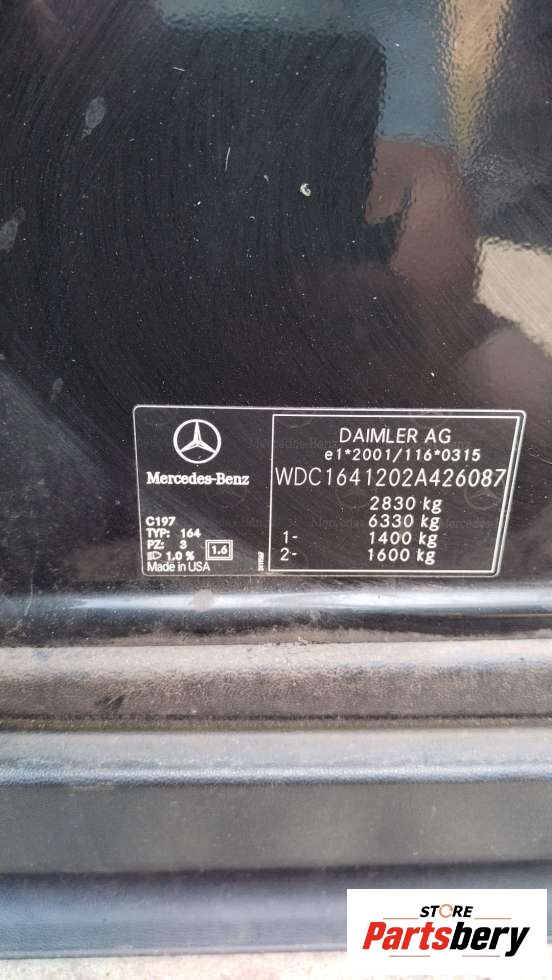 DAIMLER AG
e1*2001/116*0315
WDC1641202A426087
2830 kg
6330 kg
1- 1400 kg
2- 1600 kg
Mercedes-Benz
C197
TYP: 164
PZ: 3
1.0 % 1.6
Made in USA
STORE
Partsbery